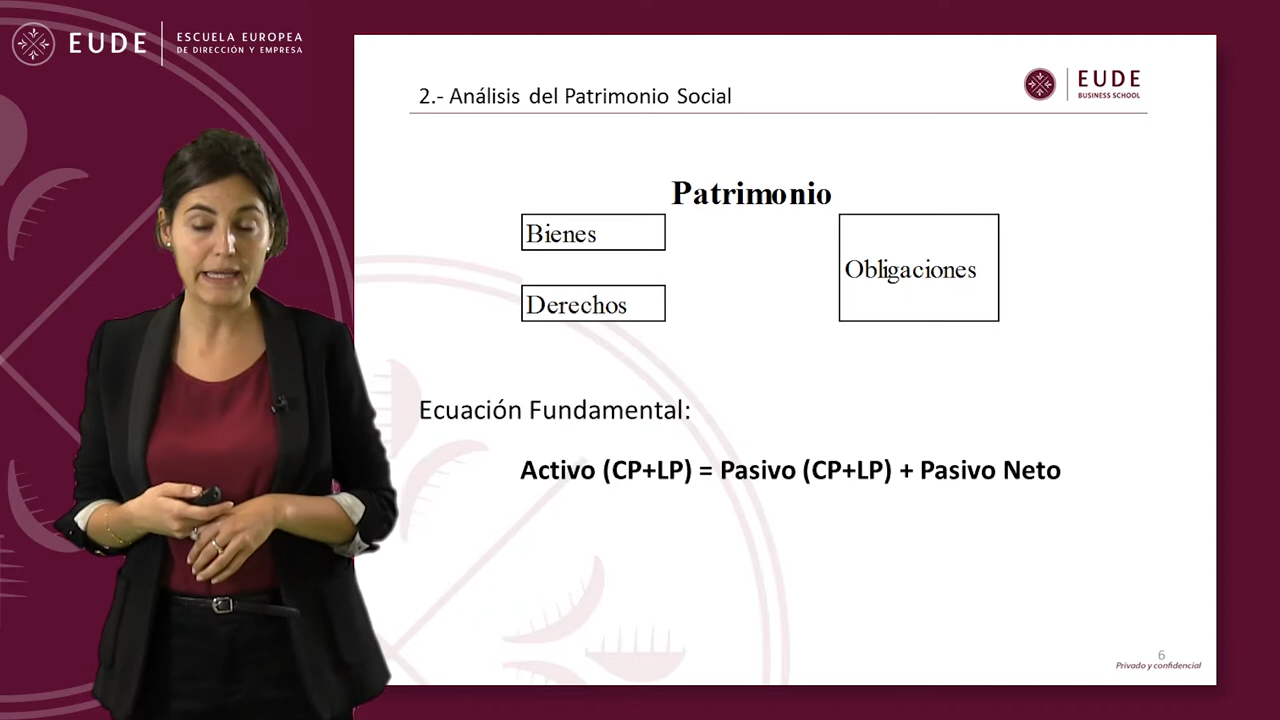 EUDE
ESCUELA EUROPEA
DE DIRECCIÓN Y EMPRESA
2.- Análisis del Patrimonio Social
EUDE
BUSINESS SCHOOL
Patrimonio
Bienes
Obligaciones
Derechos
Ecuación Fundamental:
Activo (CP+LP) = Pasivo (CP+LP) + Pasivo Neto
6
Privado y confidencial